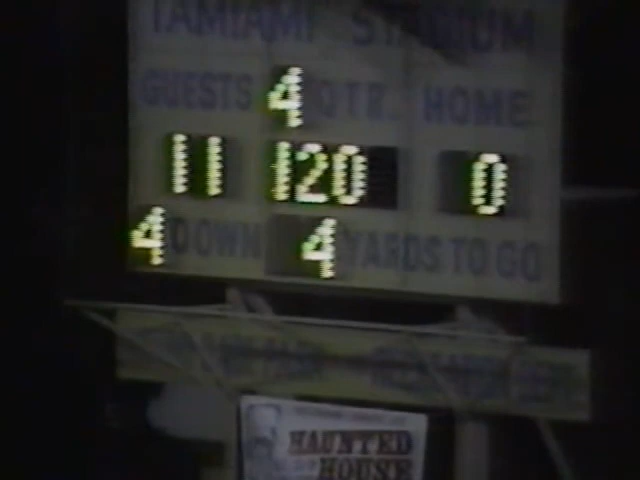 TAMIAMI STADIUM
GUESTS 4 QTR. HOME
11 120 0
4 DOWN 4 YARDS TO GO
HAUNTED
HOUSE